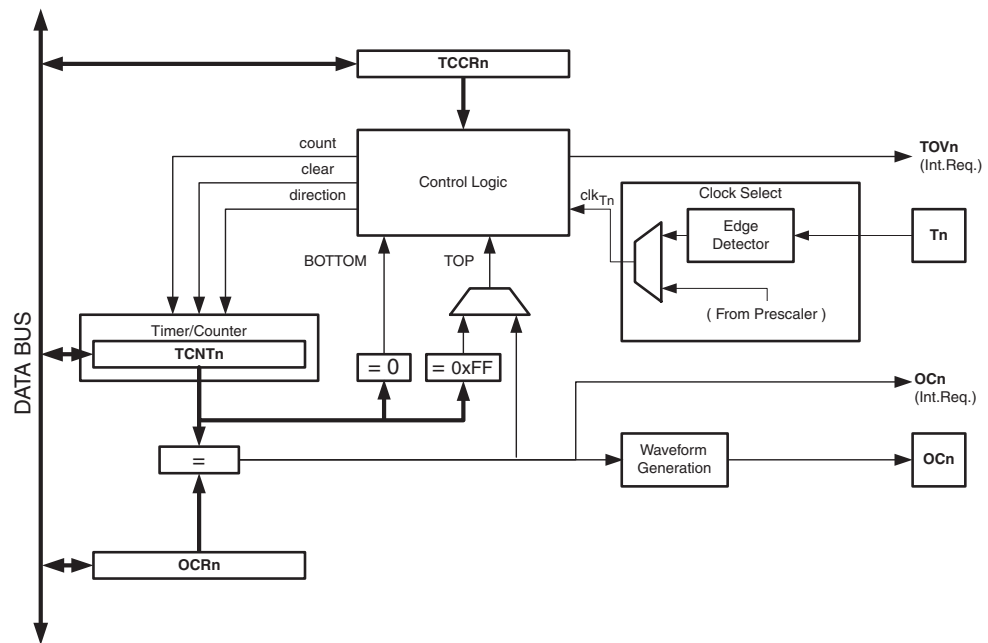 TCCRn
count
clear
direction
Control Logic
TOVn
(Int.Req.)
clkTn
Clock Select
Edge
Detector
Tn
BOTTOM
TOP
( From Prescaler )
Timer/Counter
TCNTn
= 0
= 0xFF
DATA BUS
OCn
(Int.Req.)
=
Waveform
Generation
OCn
OCRn